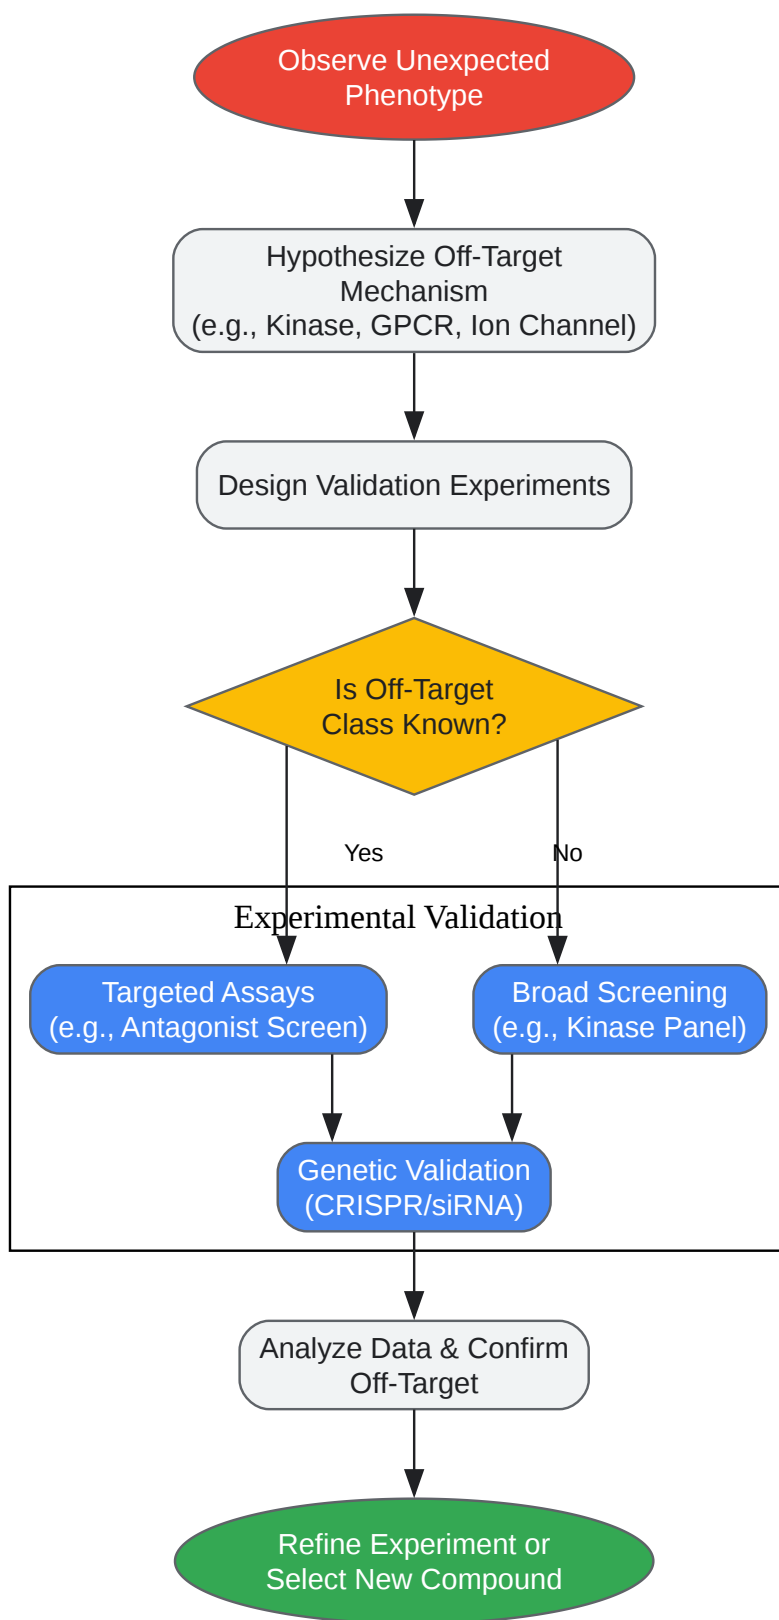 Observe Unexpected
Phenotype
Hypothesize Off-Target
Mechanism
(e.g., Kinase, GPCR, Ion Channel)
Design Validation Experiments
Is Off-Target
Class Known?
Yes
No
Experimental Validation
Targeted Assays
(e.g., Antagonist Screen)
Broad Screening
(e.g., Kinase Panel)
Genetic Validation
(CRISPR/siRNA)
Analyze Data & Confirm
Off-Target
Refine Experiment or
Select New Compound